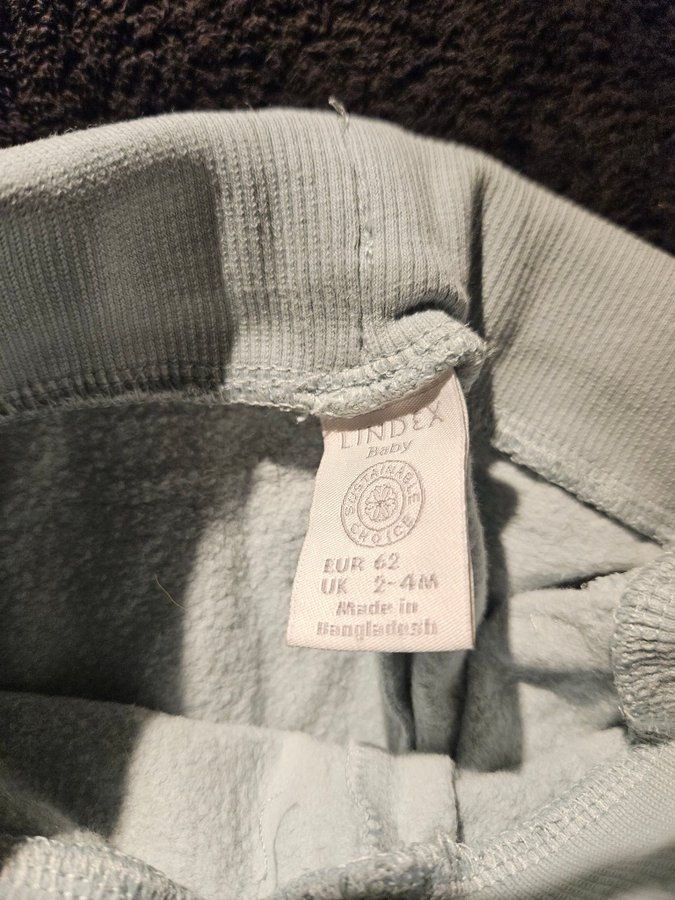 LINDEX
Baby
SUSTAINABLE
CHOICE
EUR 62
UK 2-4M
Made in
Bangladesh